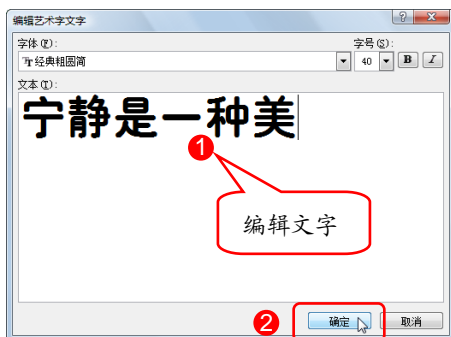 编辑艺术字文字
字体(F): 字号(S):
经典粗圆简 40 B I
文本(T):
宁静是一种美
1
编辑文字
2 确定 取消